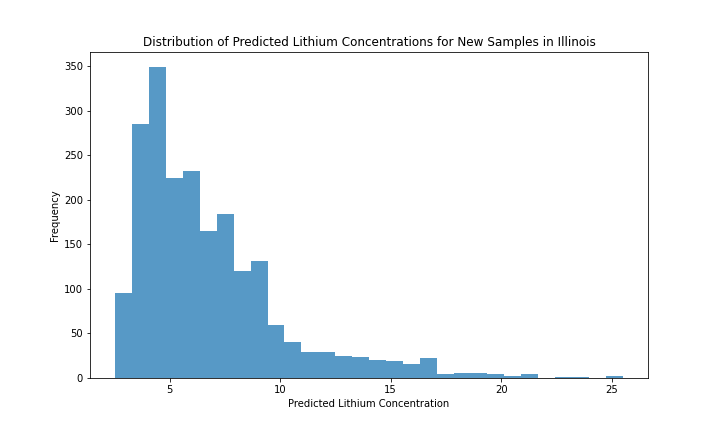 Distribution of Predicted Lithium Concentrations for New Samples in Illinois
350
300
250
200
150
100
50
0
Frequency
5 10 15 20 25
Predicted Lithium Concentration